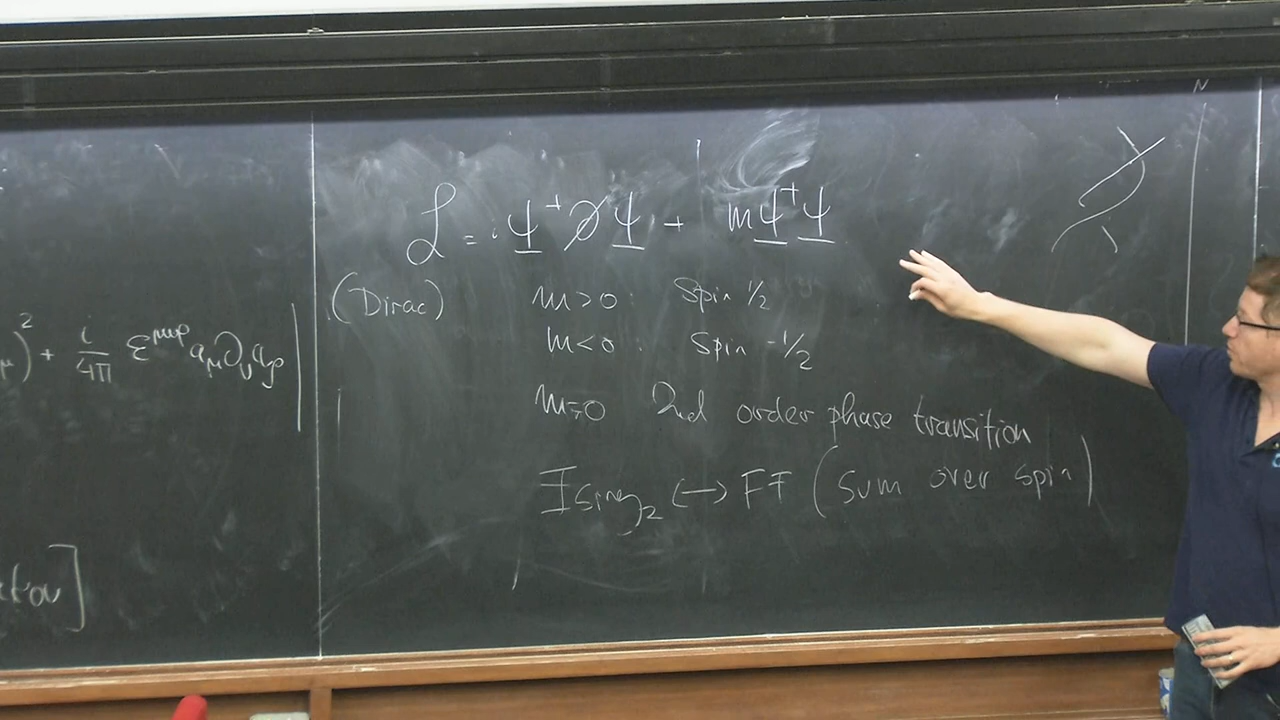 μ)² + i/4π ε^{μνρ} a_μ ∂_ν a_ρ
ℒ = i ψ⁺ ∂̸ ψ + m ψ⁺ψ
(Dirac)
m>0 : Spin 1/2
m<0 : Spin -1/2
m=0 2nd order phase transition
Ising₂ ↔ FF (Sum over spin)
N